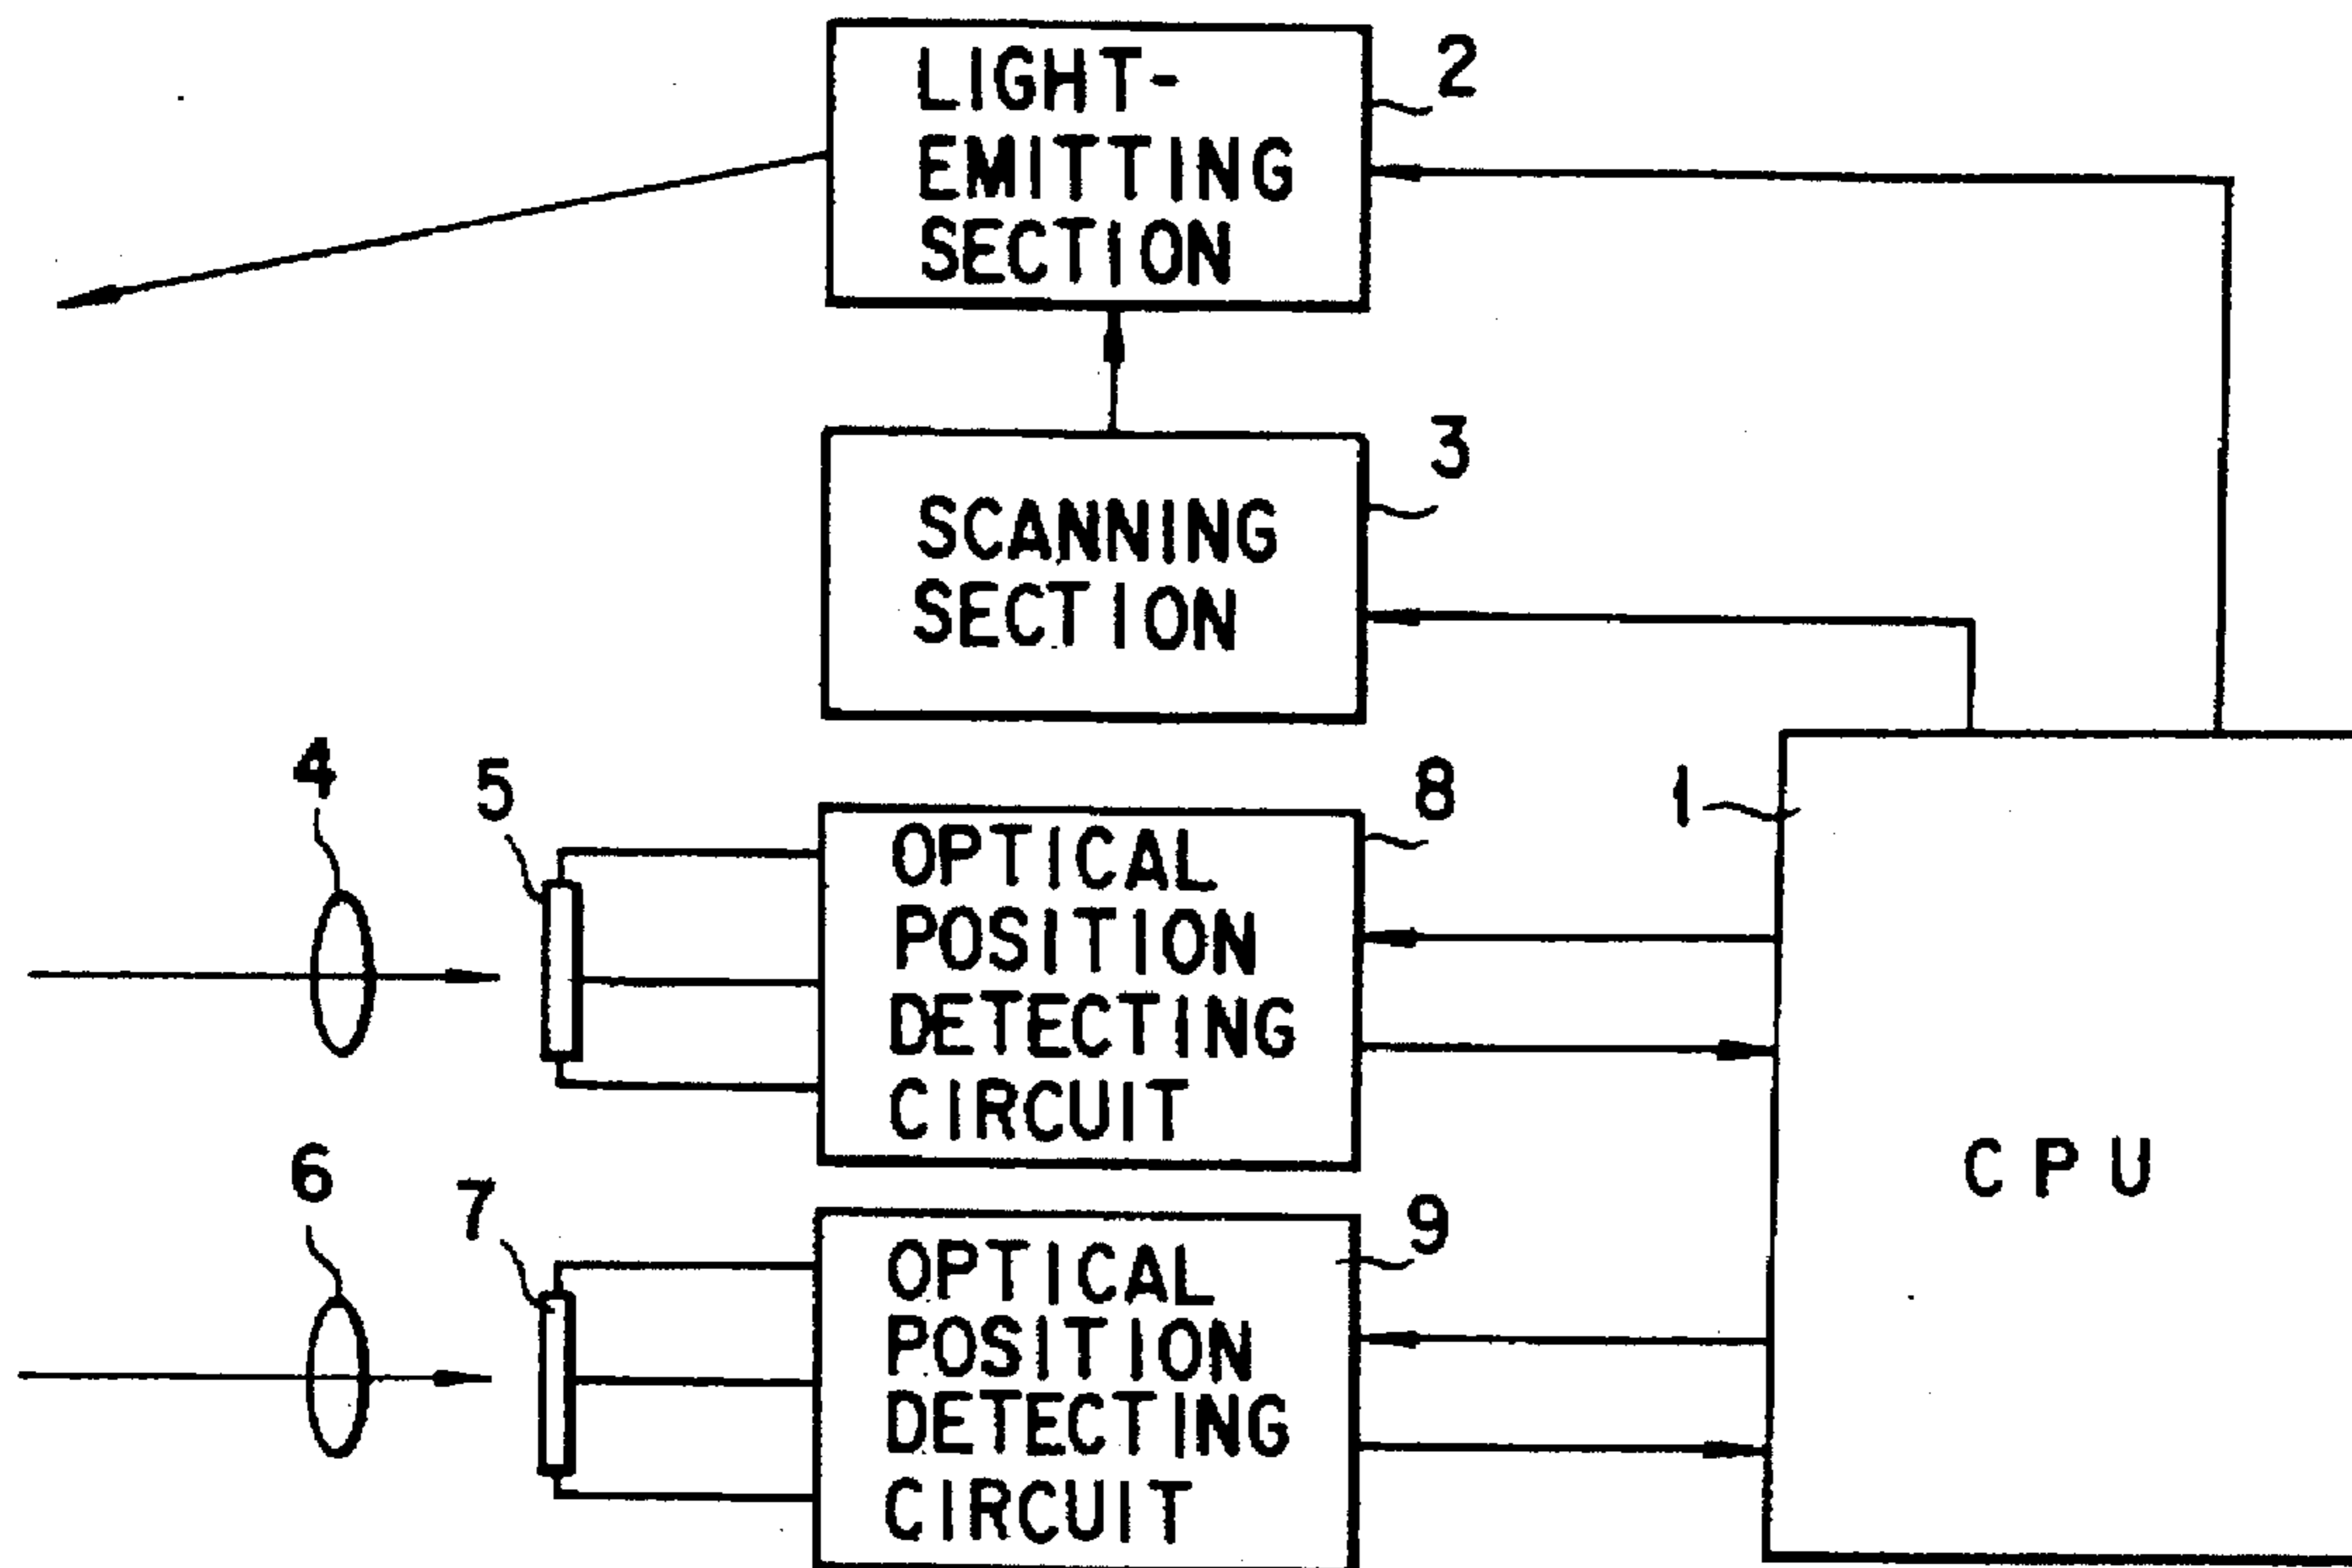 LIGHT-
EMITTING
SECTION
2
SCANNING
SECTION
3
4
5
OPTICAL
POSITION
DETECTING
CIRCUIT
8
1
CPU
6
7
OPTICAL
POSITION
DETECTING
CIRCUIT
9